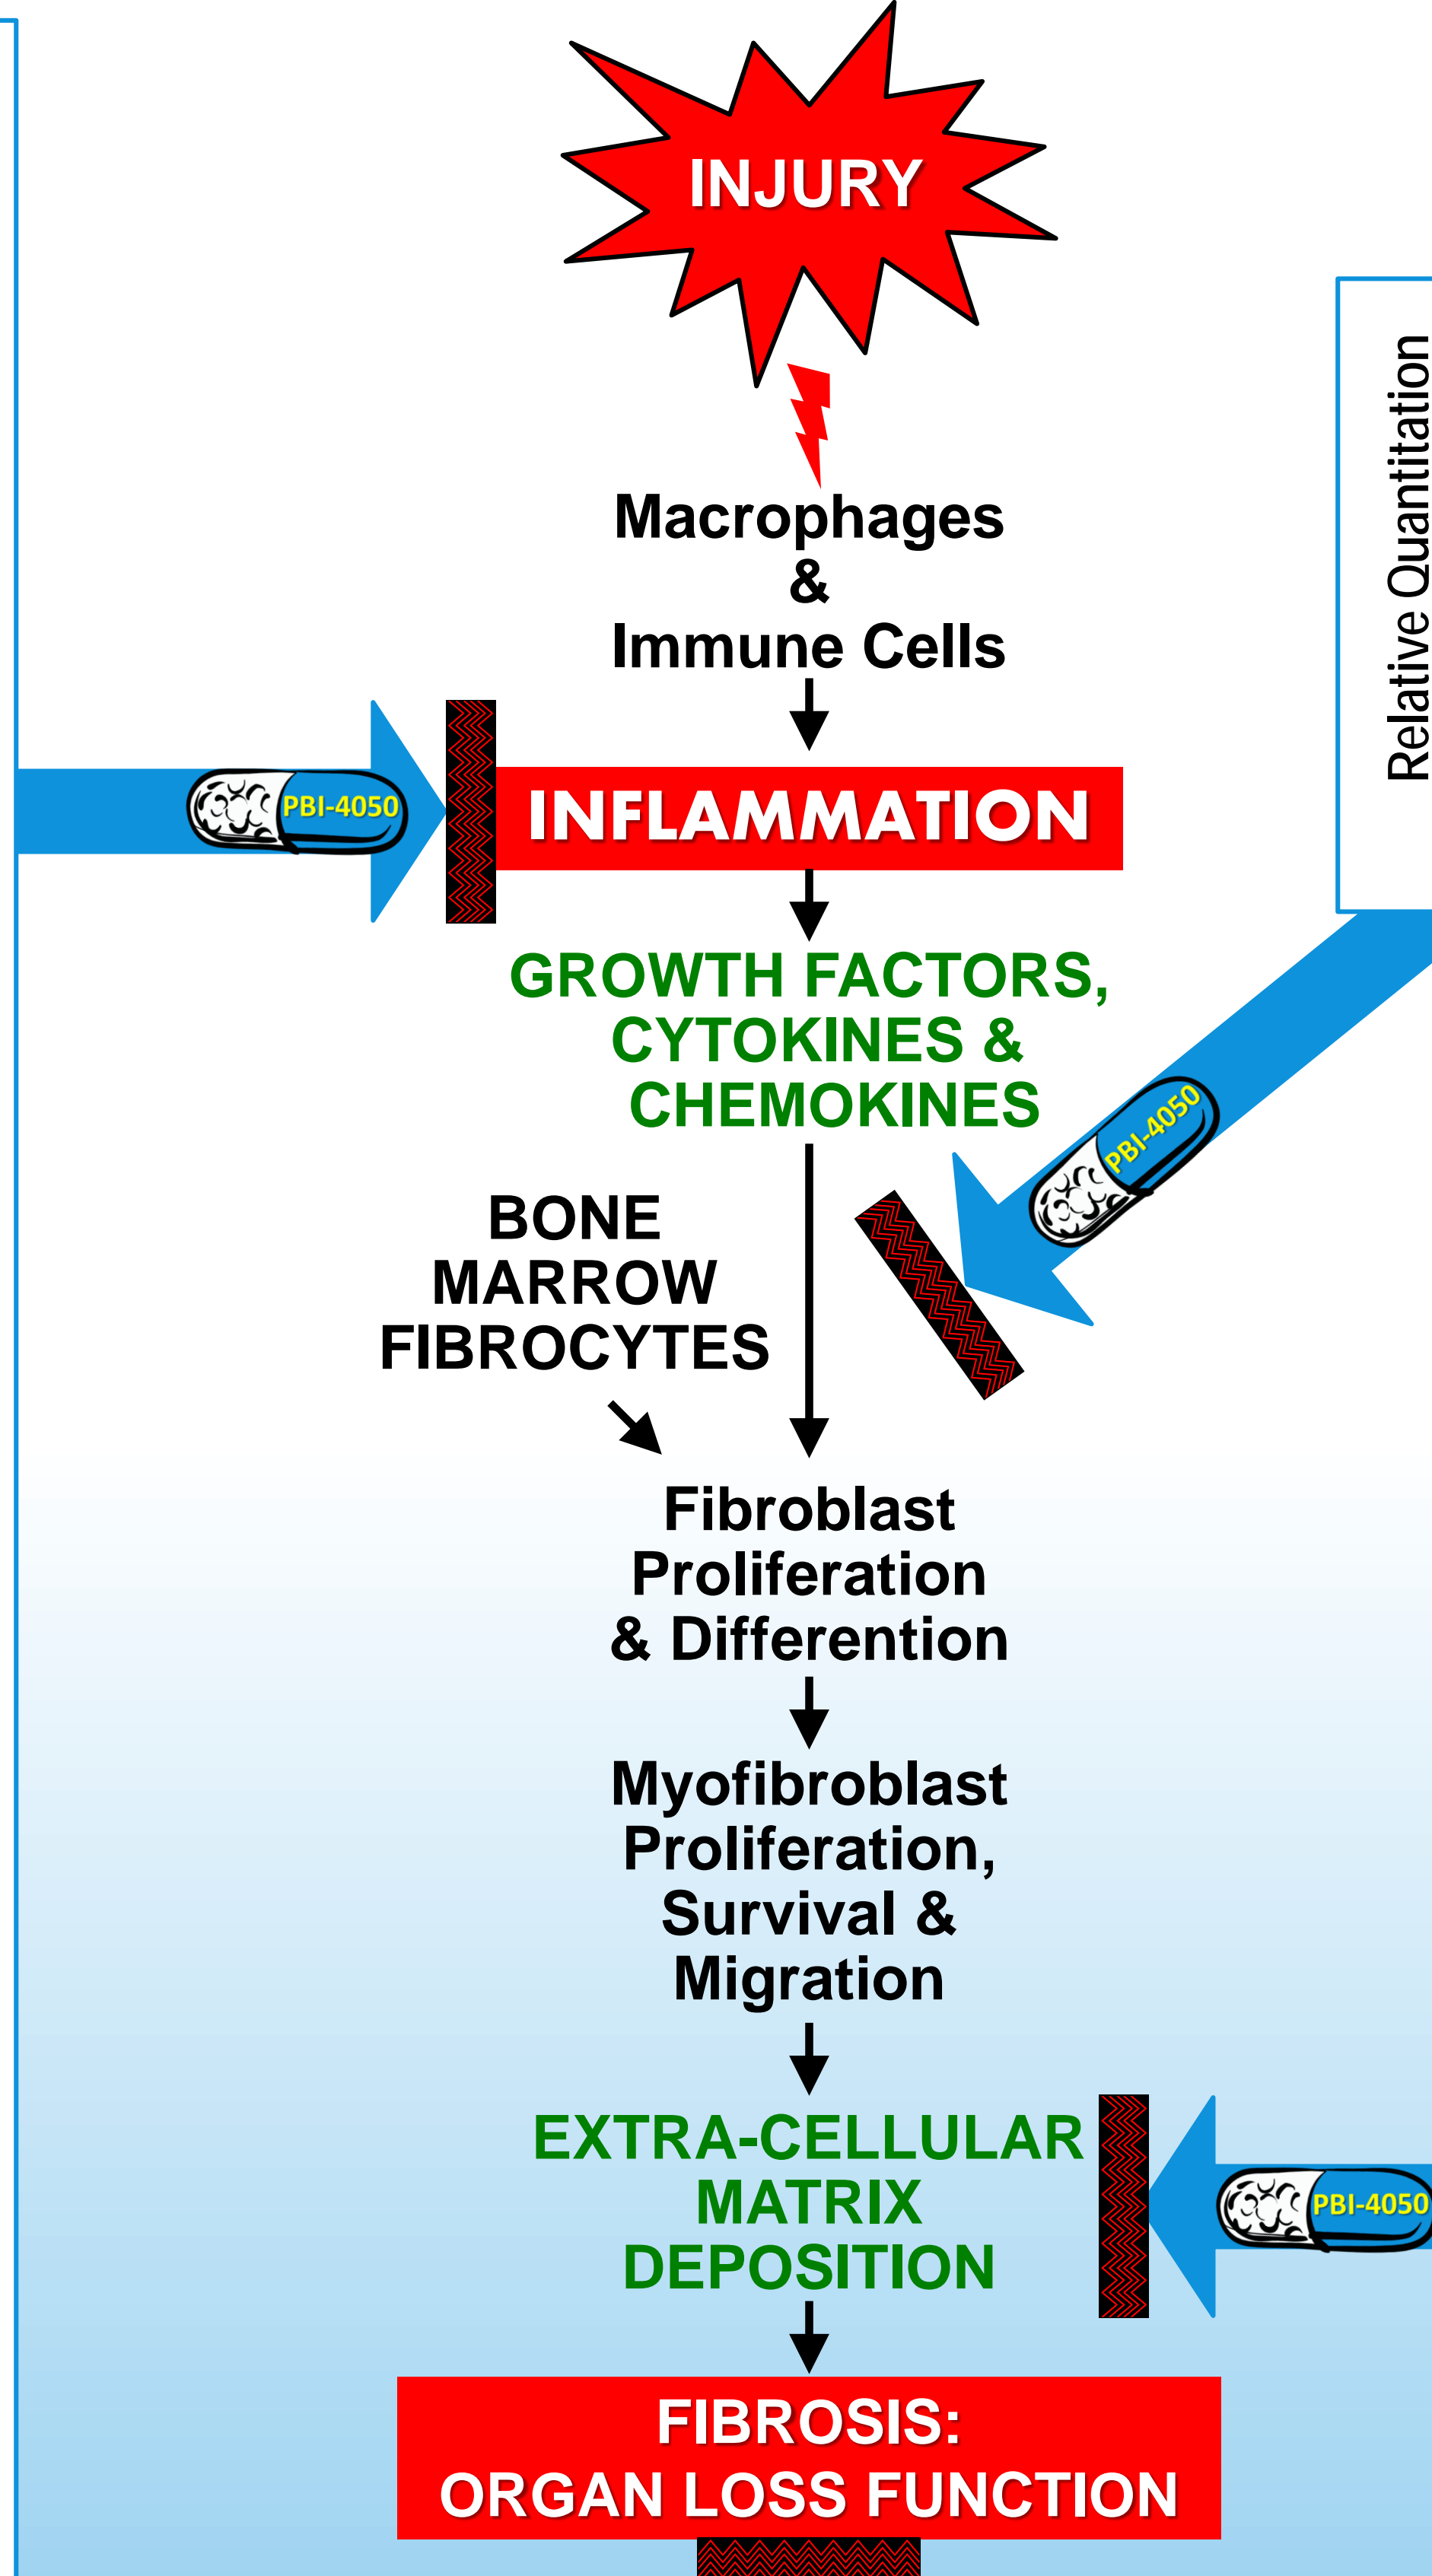 INJURY
Relative Quantitation
Macrophages
&
Immune Cells
PBI-4050
INFLAMMATION
GROWTH FACTORS,
CYTOKINES &
CHEMOKINES
PBI-4050
BONE
MARROW
FIBROCYTES
Fibroblast
Proliferation
& Differention
Myofibroblast
Proliferation,
Survival &
Migration
EXTRA-CELLULAR
MATRIX
DEPOSITION
PBI-4050
FIBROSIS:
ORGAN LOSS FUNCTION